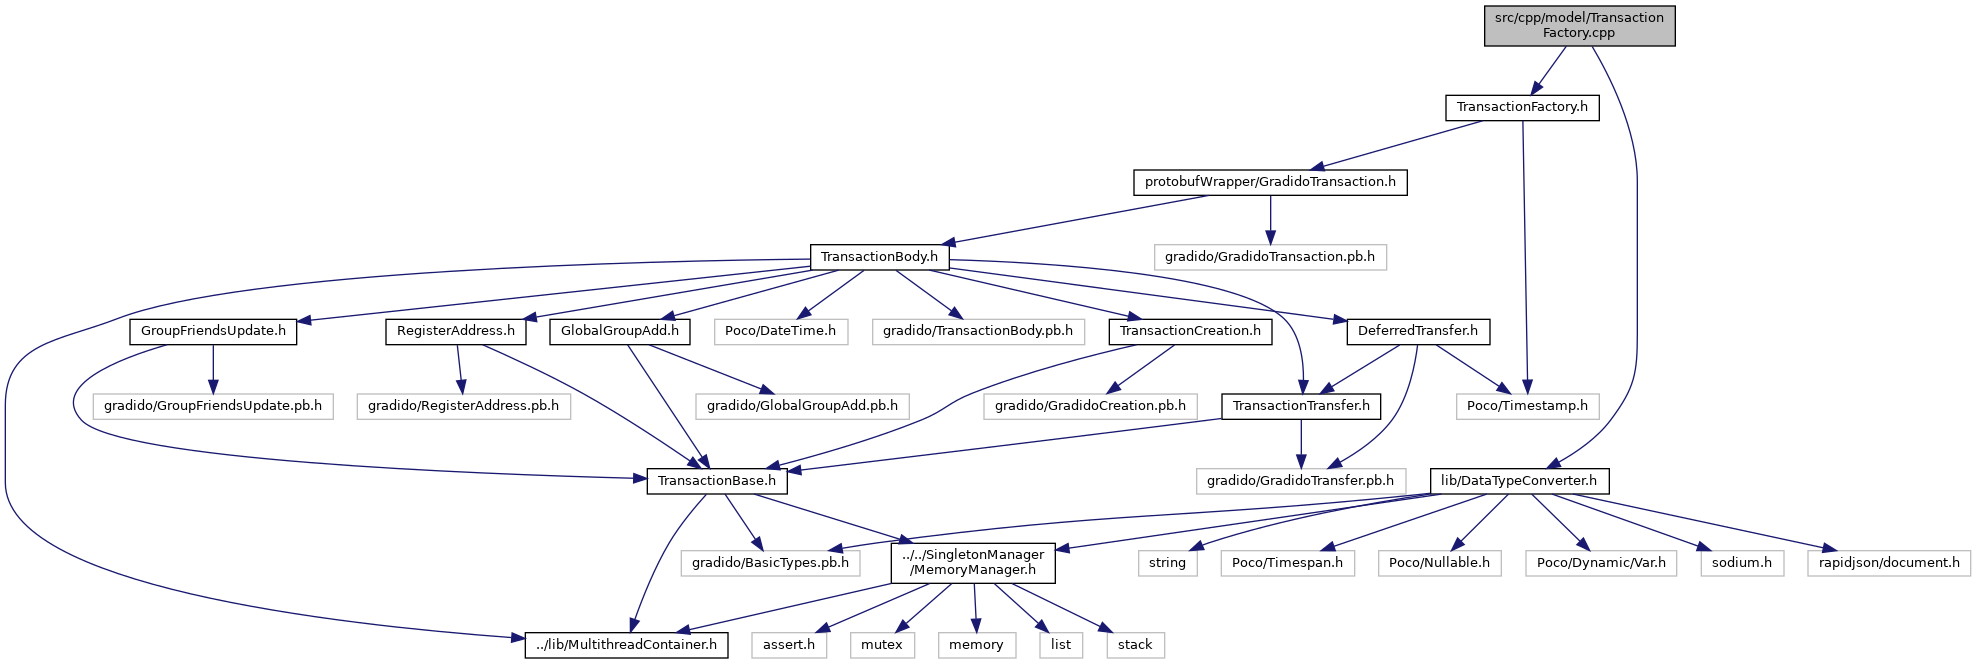 src/cpp/model/Transaction
Factory.cpp
TransactionFactory.h
protobufWrapper/GradidoTransaction.h
TransactionBody.h
gradido/GradidoTransaction.pb.h
GroupFriendsUpdate.h
RegisterAddress.h
GlobalGroupAdd.h
Poco/DateTime.h
gradido/TransactionBody.pb.h
TransactionCreation.h
DeferredTransfer.h
gradido/GroupFriendsUpdate.pb.h
gradido/RegisterAddress.pb.h
gradido/GlobalGroupAdd.pb.h
gradido/GradidoCreation.pb.h
TransactionTransfer.h
Poco/Timestamp.h
TransactionBase.h
gradido/GradidoTransfer.pb.h
lib/DataTypeConverter.h
gradido/BasicTypes.pb.h
../../SingletonManager
/MemoryManager.h
string
Poco/Timespan.h
Poco/Nullable.h
Poco/Dynamic/Var.h
sodium.h
rapidjson/document.h
../lib/MultithreadContainer.h
assert.h
mutex
memory
list
stack